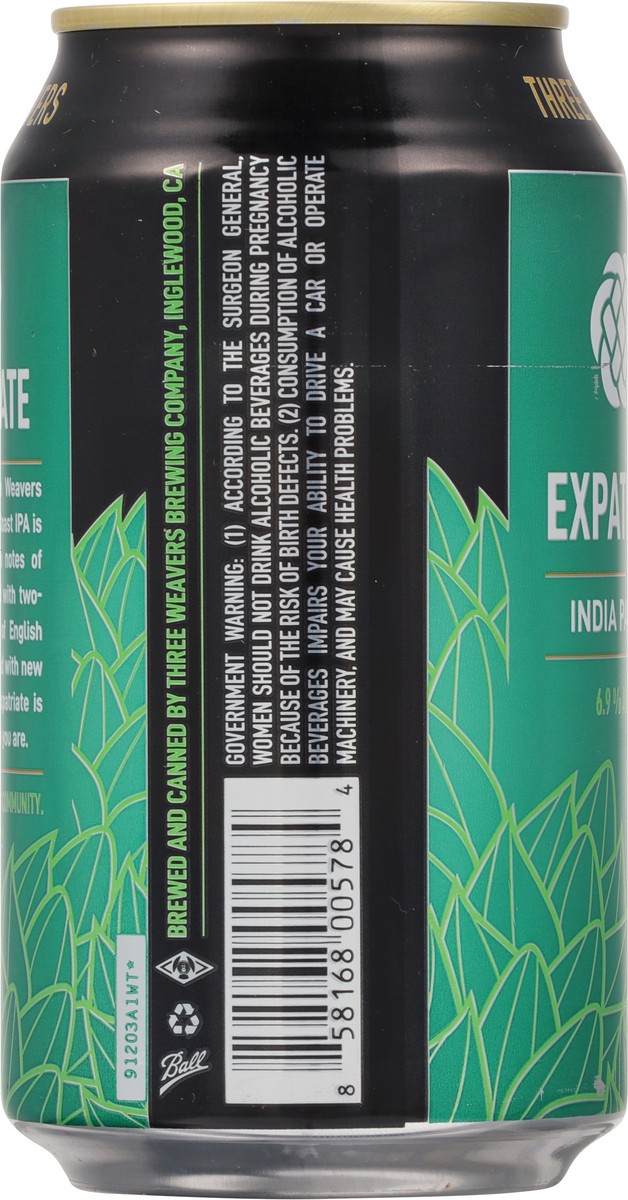 THREE
ATE
Weavers
oast IPA is
notes of
with two-
of English
d with new
patriate is
you are.
COMMUNITY.
BREWED AND CANNED BY THREE WEAVERS BREWING COMPANY, INGLEWOOD, CA
GOVERNMENT WARNING: (1) ACCORDING TO THE SURGEON GENERAL,
WOMEN SHOULD NOT DRINK ALCOHOLIC BEVERAGES DURING PREGNANCY
BECAUSE OF THE RISK OF BIRTH DEFECTS. (2) CONSUMPTION OF ALCOHOLIC
BEVERAGES IMPAIRS YOUR ABILITY TO DRIVE A CAR OR OPERATE
MACHINERY, AND MAY CAUSE HEALTH PROBLEMS.
8 58168 00578 4
Ball
91203A1WT*
EXPAT
INDIA PA
6.9 %